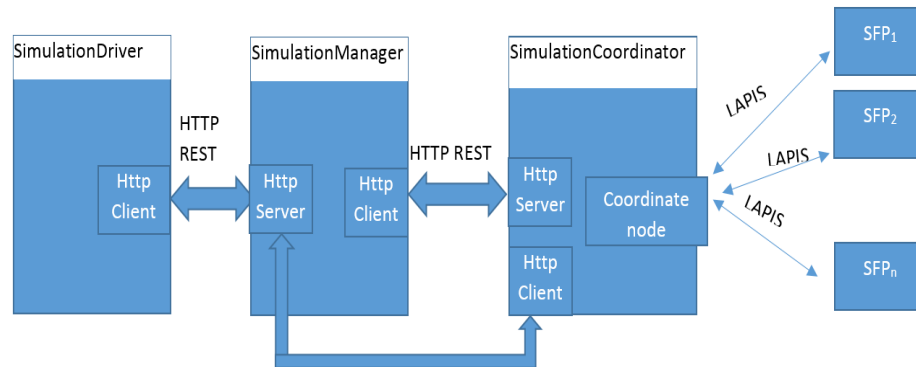 SimulationDriver
SimulationManager
SimulationCoordinator
SFP₁
SFP₂
SFPₙ
LAPIS
LAPIS
LAPIS
HTTP
REST
HTTP REST
Http
Client
Http
Server
Http
Client
Http
Server
Http
Client
Coordinate
node